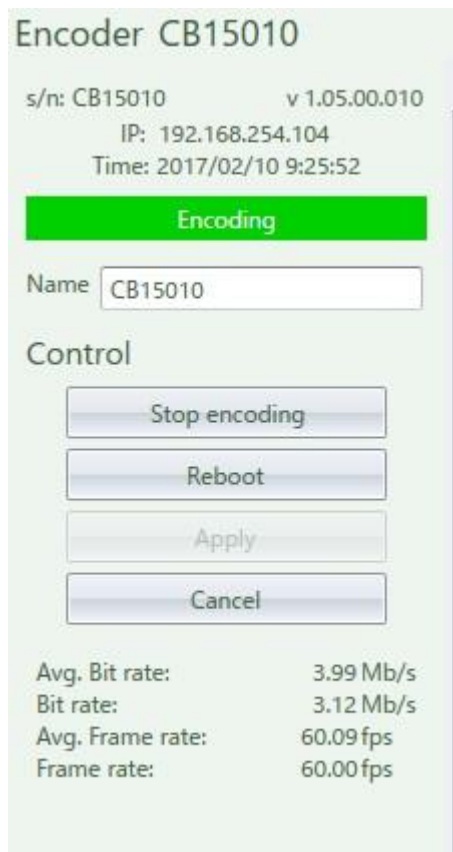 Encoder CB15010
s/n: CB15010 v 1.05.00.010
IP: 192.168.254.104
Time: 2017/02/10 9:25:52
Encoding
Name CB15010
Control
Stop encoding
Reboot
Apply
Cancel
Avg. Bit rate: 3.99 Mb/s
Bit rate: 3.12 Mb/s
Avg. Frame rate: 60.09 fps
Frame rate: 60.00 fps